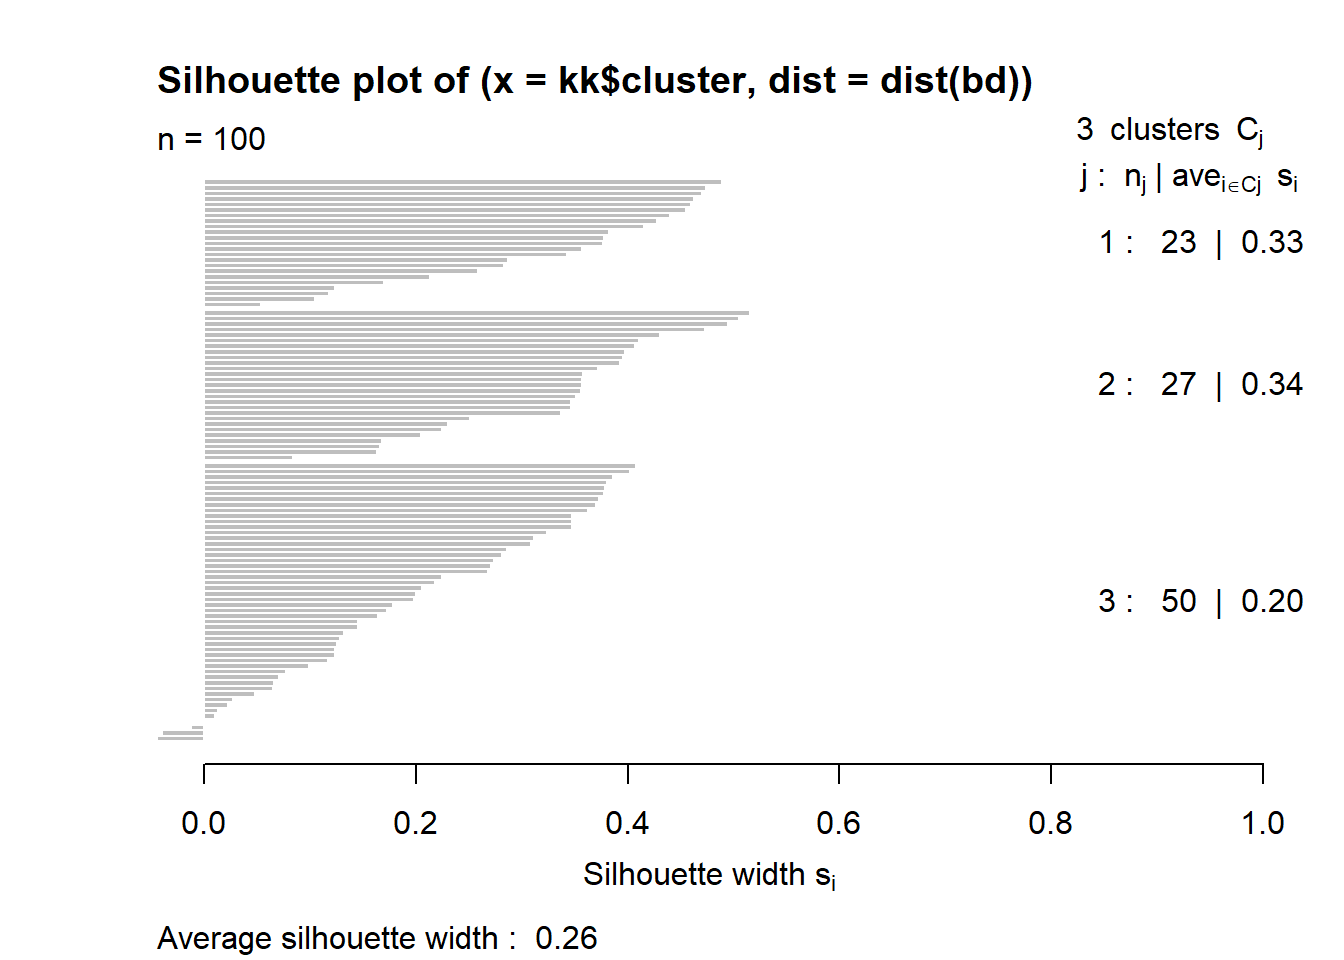 Silhouette plot of (x = kk$cluster, dist = dist(bd))
n = 100
3 clusters Cj
j : nj | avei∈Cj si
1 : 23 | 0.33
2 : 27 | 0.34
3 : 50 | 0.20
0.0 0.2 0.4 0.6 0.8 1.0
Silhouette width si
Average silhouette width : 0.26